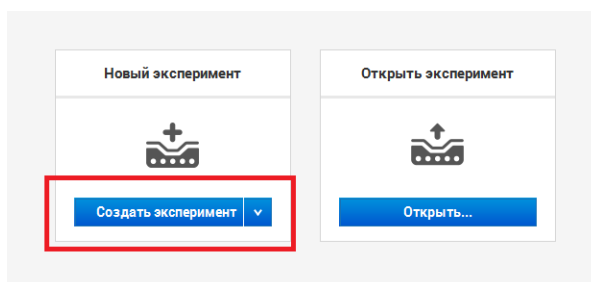 Новый эксперимент
Открыть эксперимент
Создать эксперимент
Открыть...